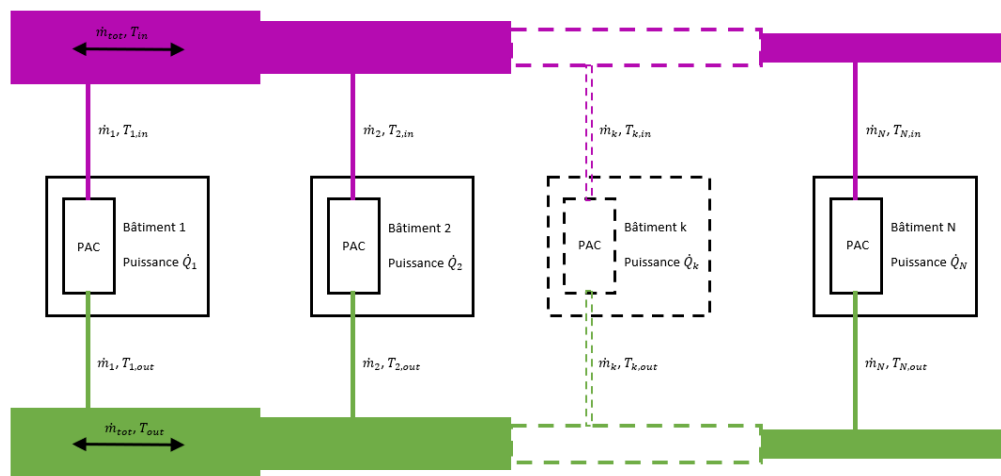 ṁ_tot, T_in
ṁ_1, T_1,in
ṁ_2, T_2,in
ṁ_k, T_k,in
ṁ_N, T_N,in
PAC
Bâtiment 1
Puissance Q̇_1
PAC
Bâtiment 2
Puissance Q̇_2
PAC
Bâtiment k
Puissance Q̇_k
PAC
Bâtiment N
Puissance Q̇_N
ṁ_1, T_1,out
ṁ_2, T_2,out
ṁ_k, T_k,out
ṁ_N, T_N,out
ṁ_tot, T_out